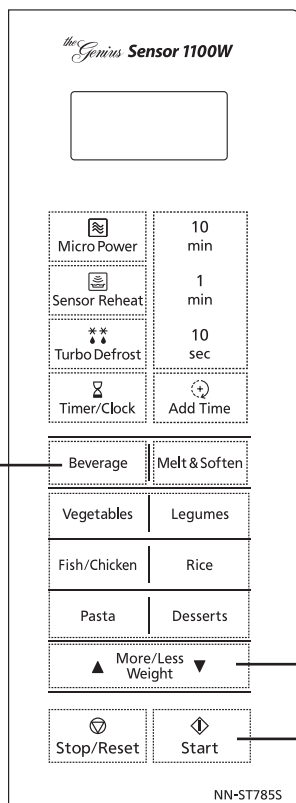 the Genius Sensor 1100W
Micro Power
10
min
Sensor Reheat
1
min
Turbo Defrost
10
sec
Timer/Clock
Add Time
Beverage
Melt & Soften
Vegetables
Legumes
Fish/Chicken
Rice
Pasta
Desserts
▲ More/Less ▼
Weight
Stop/Reset
Start
NN-ST785S